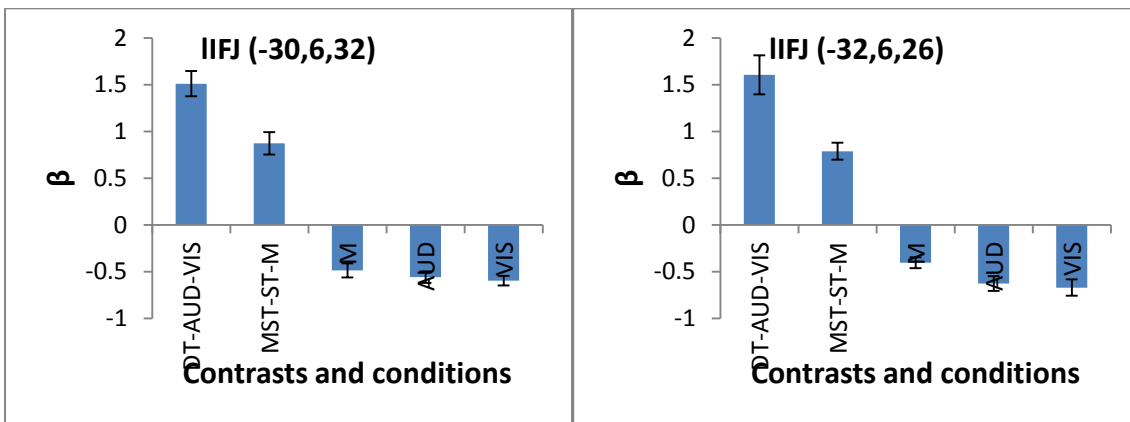 lIFJ (-30,6,32)
β
2
1.5
1
0.5
0
-0.5
-1
DT-AUD-VIS
MST-ST-M
M
AUD
VIS
Contrasts and conditions
lIFJ (-32,6,26)
β
2
1.5
1
0.5
0
-0.5
-1
DT-AUD-VIS
MST-ST-M
M
AUD
VIS
Contrasts and conditions